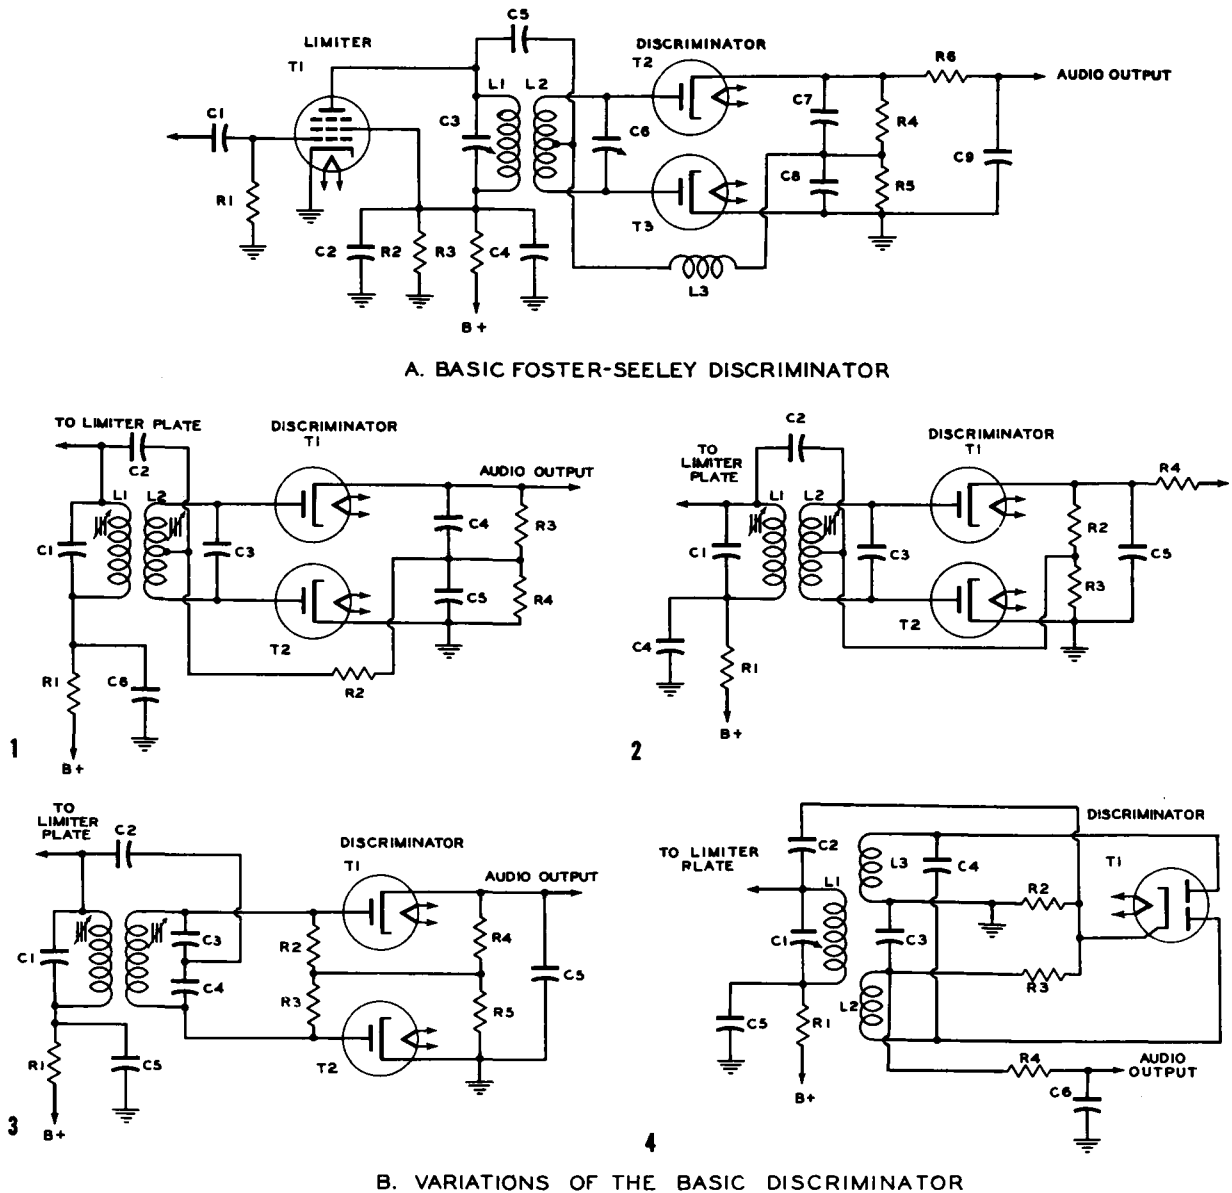 LIMITER
T1
C5
DISCRIMINATOR
T2
R6
AUDIO OUTPUT
L1 L2
C1
C3
C6
C7
R4
C9
R1
C8
R5
T3
C2 R2 R3 C4
L3
B+
A. BASIC FOSTER-SEELEY DISCRIMINATOR
TO LIMITER PLATE
C2
DISCRIMINATOR
T1
AUDIO OUTPUT
L1 L2
C1
C3
C4
R3
C5
R4
T2
R1
C6
R2
B+
1
C2
TO
LIMITER
PLATE
DISCRIMINATOR
T1
R4
L1 L2
C1
C3
R2
C5
R3
T2
C4
R1
B+
2
TO
LIMITER
PLATE
C2
DISCRIMINATOR
T1
AUDIO OUTPUT
C1
C3
R2
R4
C4
C5
R3
R5
R1
C5
T2
B+
3
DISCRIMINATOR
C2
TO LIMITER
RLATE
L1
L3
C4
T1
R2
C1
C3
R3
L2
C5
R1
R4
AUDIO
OUTPUT
C6
B+
4
B. VARIATIONS OF THE BASIC DISCRIMINATOR